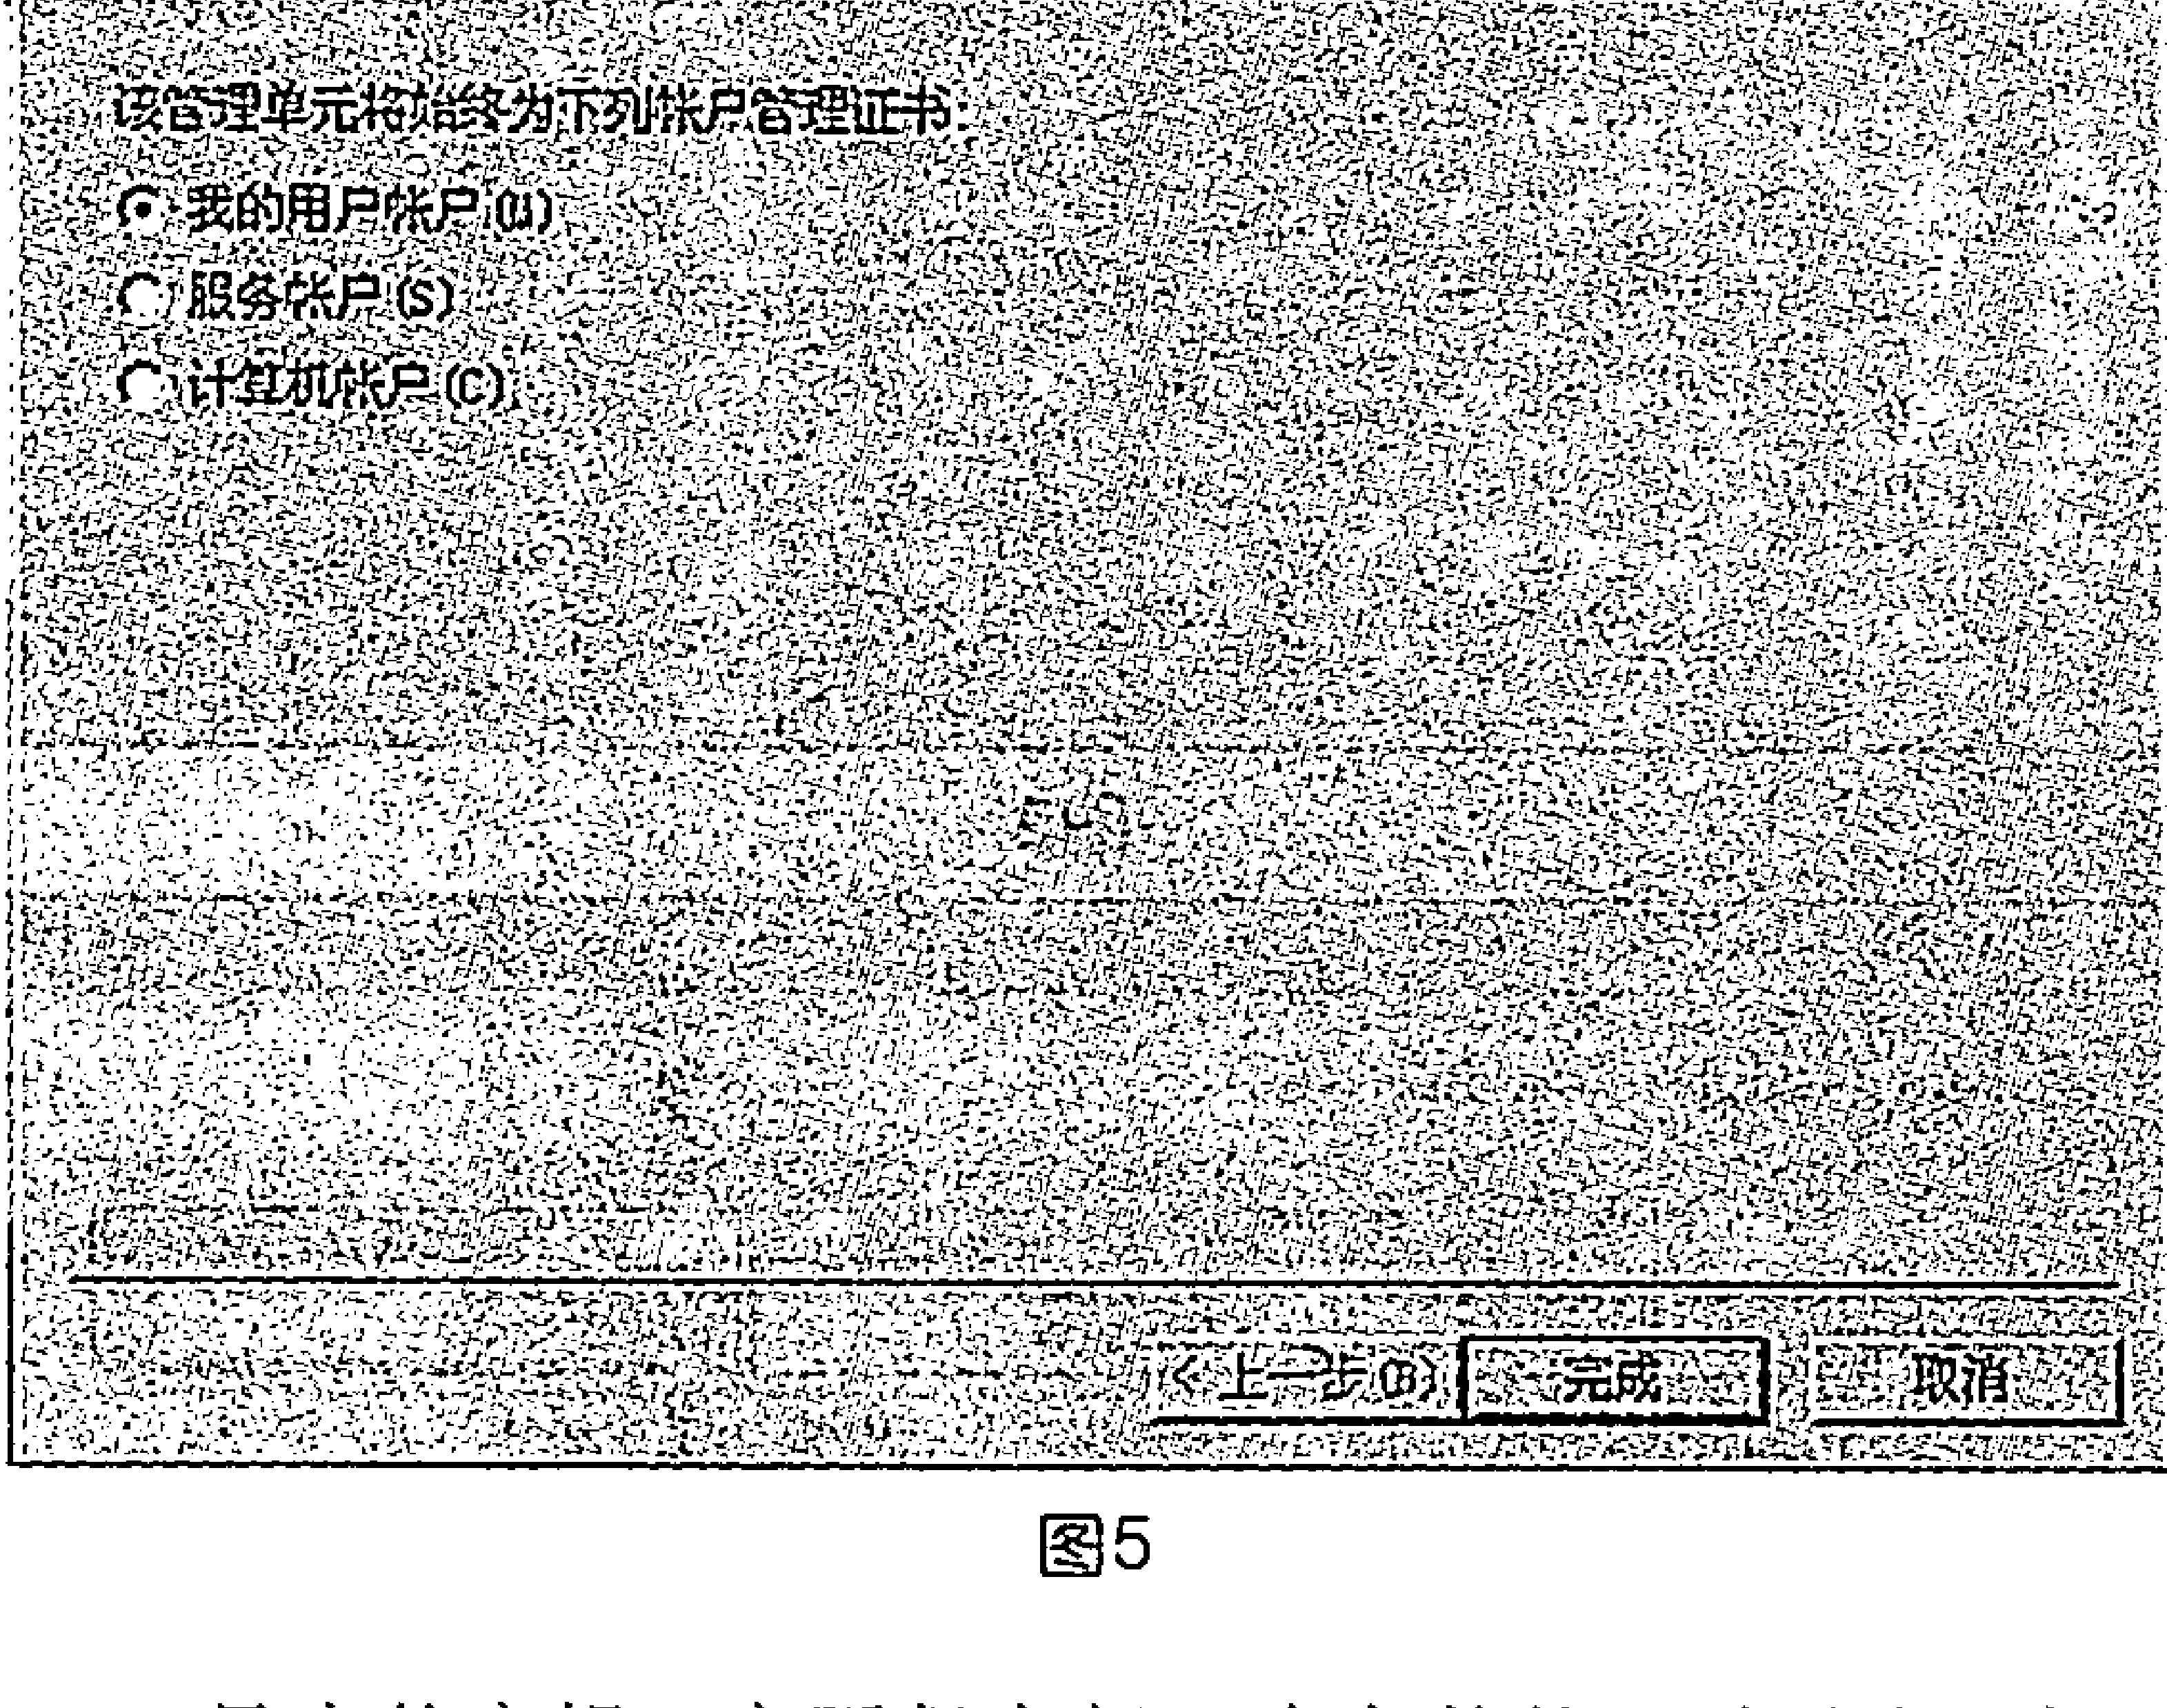 该管理单元将始终为下列帐户管理证书:
我的用户帐户(M)
服务帐户(S)
计算机帐户(C)
< 上一步(B)
完成
取消
图5